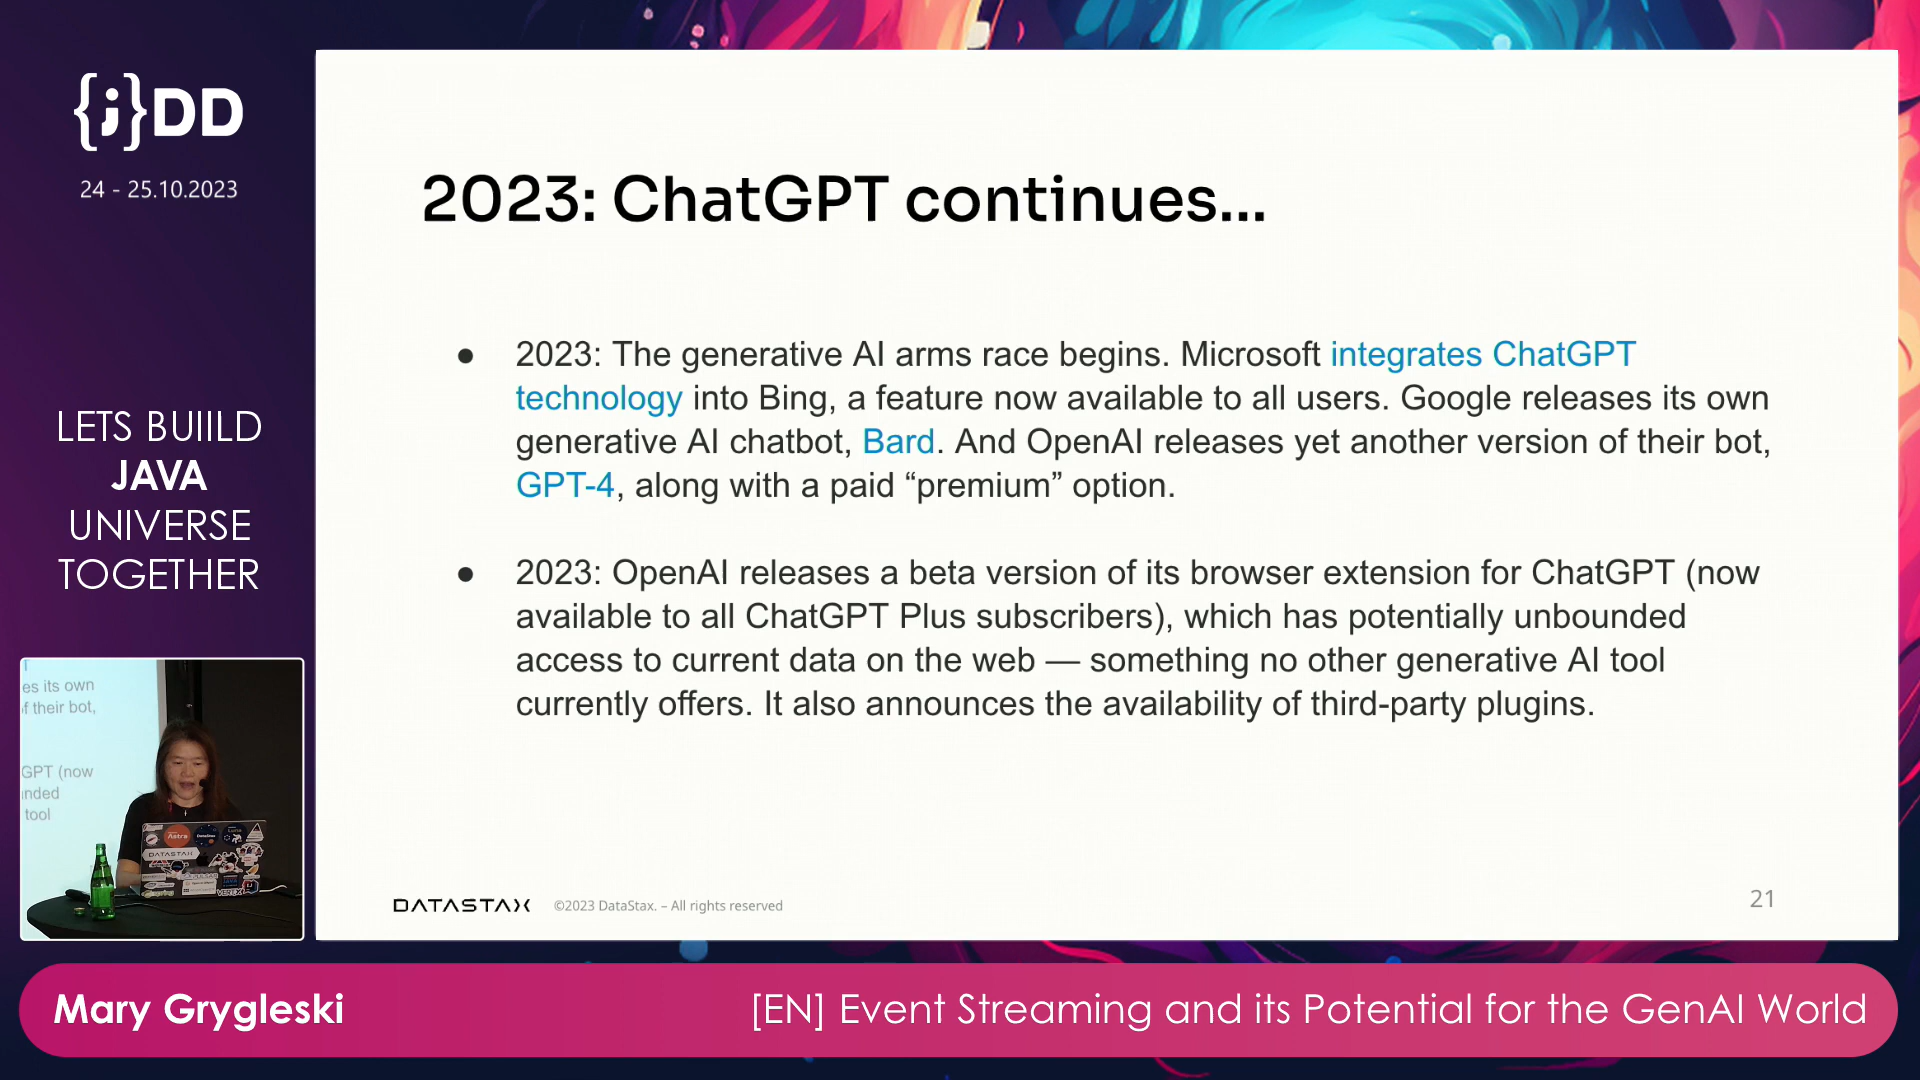 {j}DD
24 - 25.10.2023
LETS BUIILD
JAVA
UNIVERSE
TOGETHER
2023: ChatGPT continues...
● 2023: The generative AI arms race begins. Microsoft integrates ChatGPT
technology into Bing, a feature now available to all users. Google releases its own
generative AI chatbot, Bard. And OpenAI releases yet another version of their bot,
GPT-4, along with a paid “premium” option.
● 2023: OpenAI releases a beta version of its browser extension for ChatGPT (now
available to all ChatGPT Plus subscribers), which has potentially unbounded
access to current data on the web — something no other generative AI tool
currently offers. It also announces the availability of third-party plugins.
DATASTAX ©2023 DataStax. – All rights reserved
21
es its own
f their bot,
GPT (now
nded
tool
Astra
DataStax
DATASTAX
Mary Grygleski
[EN] Event Streaming and its Potential for the GenAI World